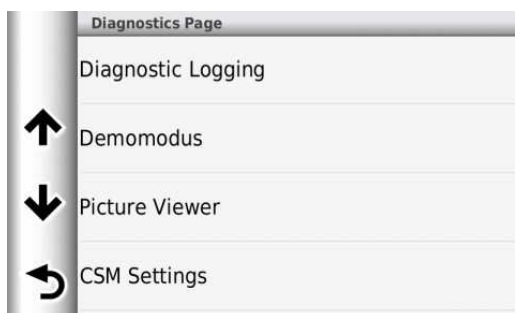 Diagnostics Page
Diagnostic Logging
Demomodus
Picture Viewer
CSM Settings